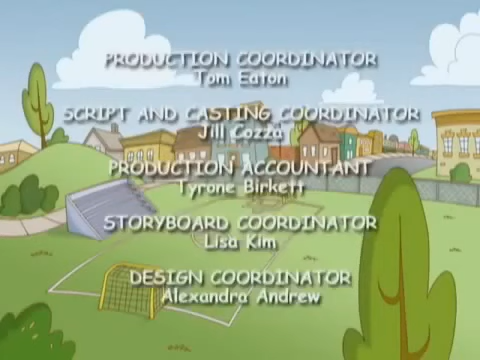 PRODUCTION COORDINATOR
Tom Eaton
SCRIPT AND CASTING COORDINATOR
Jill Cozza
PRODUCTION ACCOUNTANT
Tyrone Birkett
STORYBOARD COORDINATOR
Lisa Kim
DESIGN COORDINATOR
Alexandra Andrew